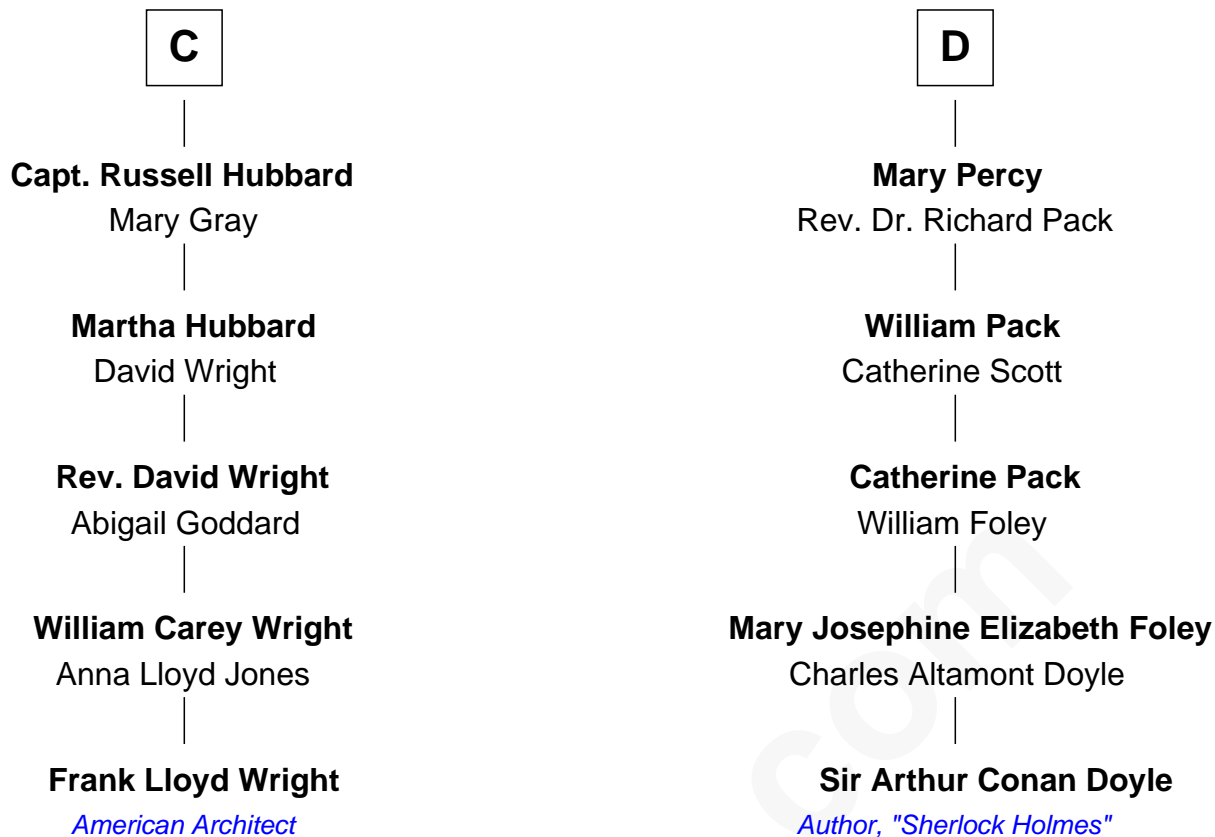 C
Capt. Russell Hubbard
Mary Gray
Martha Hubbard
David Wright
Rev. David Wright
Abigail Goddard
William Carey Wright
Anna Lloyd Jones
Frank Lloyd Wright
American Architect
D
Mary Percy
Rev. Dr. Richard Pack
William Pack
Catherine Scott
Catherine Pack
William Foley
Mary Josephine Elizabeth Foley
Charles Altamont Doyle
Sir Arthur Conan Doyle
Author, "Sherlock Holmes"
com